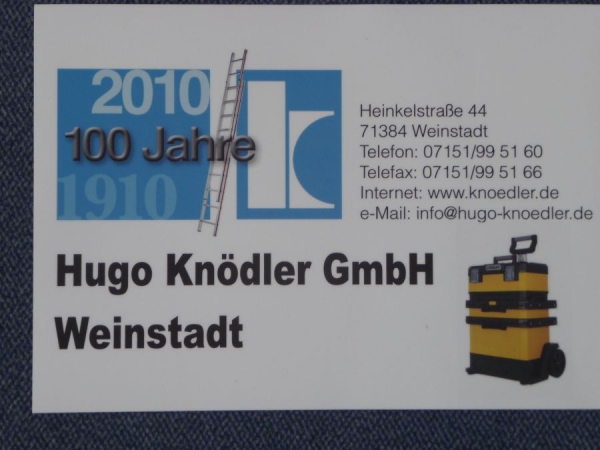 2010
100 Jahre
1910
k
Heinkelstraße 44
71384 Weinstadt
Telefon: 07151/99 51 60
Telefax: 07151/99 51 66
Internet: www.knoedler.de
e-Mail: info@hugo-knoedler.de
Hugo Knödler GmbH
Weinstadt